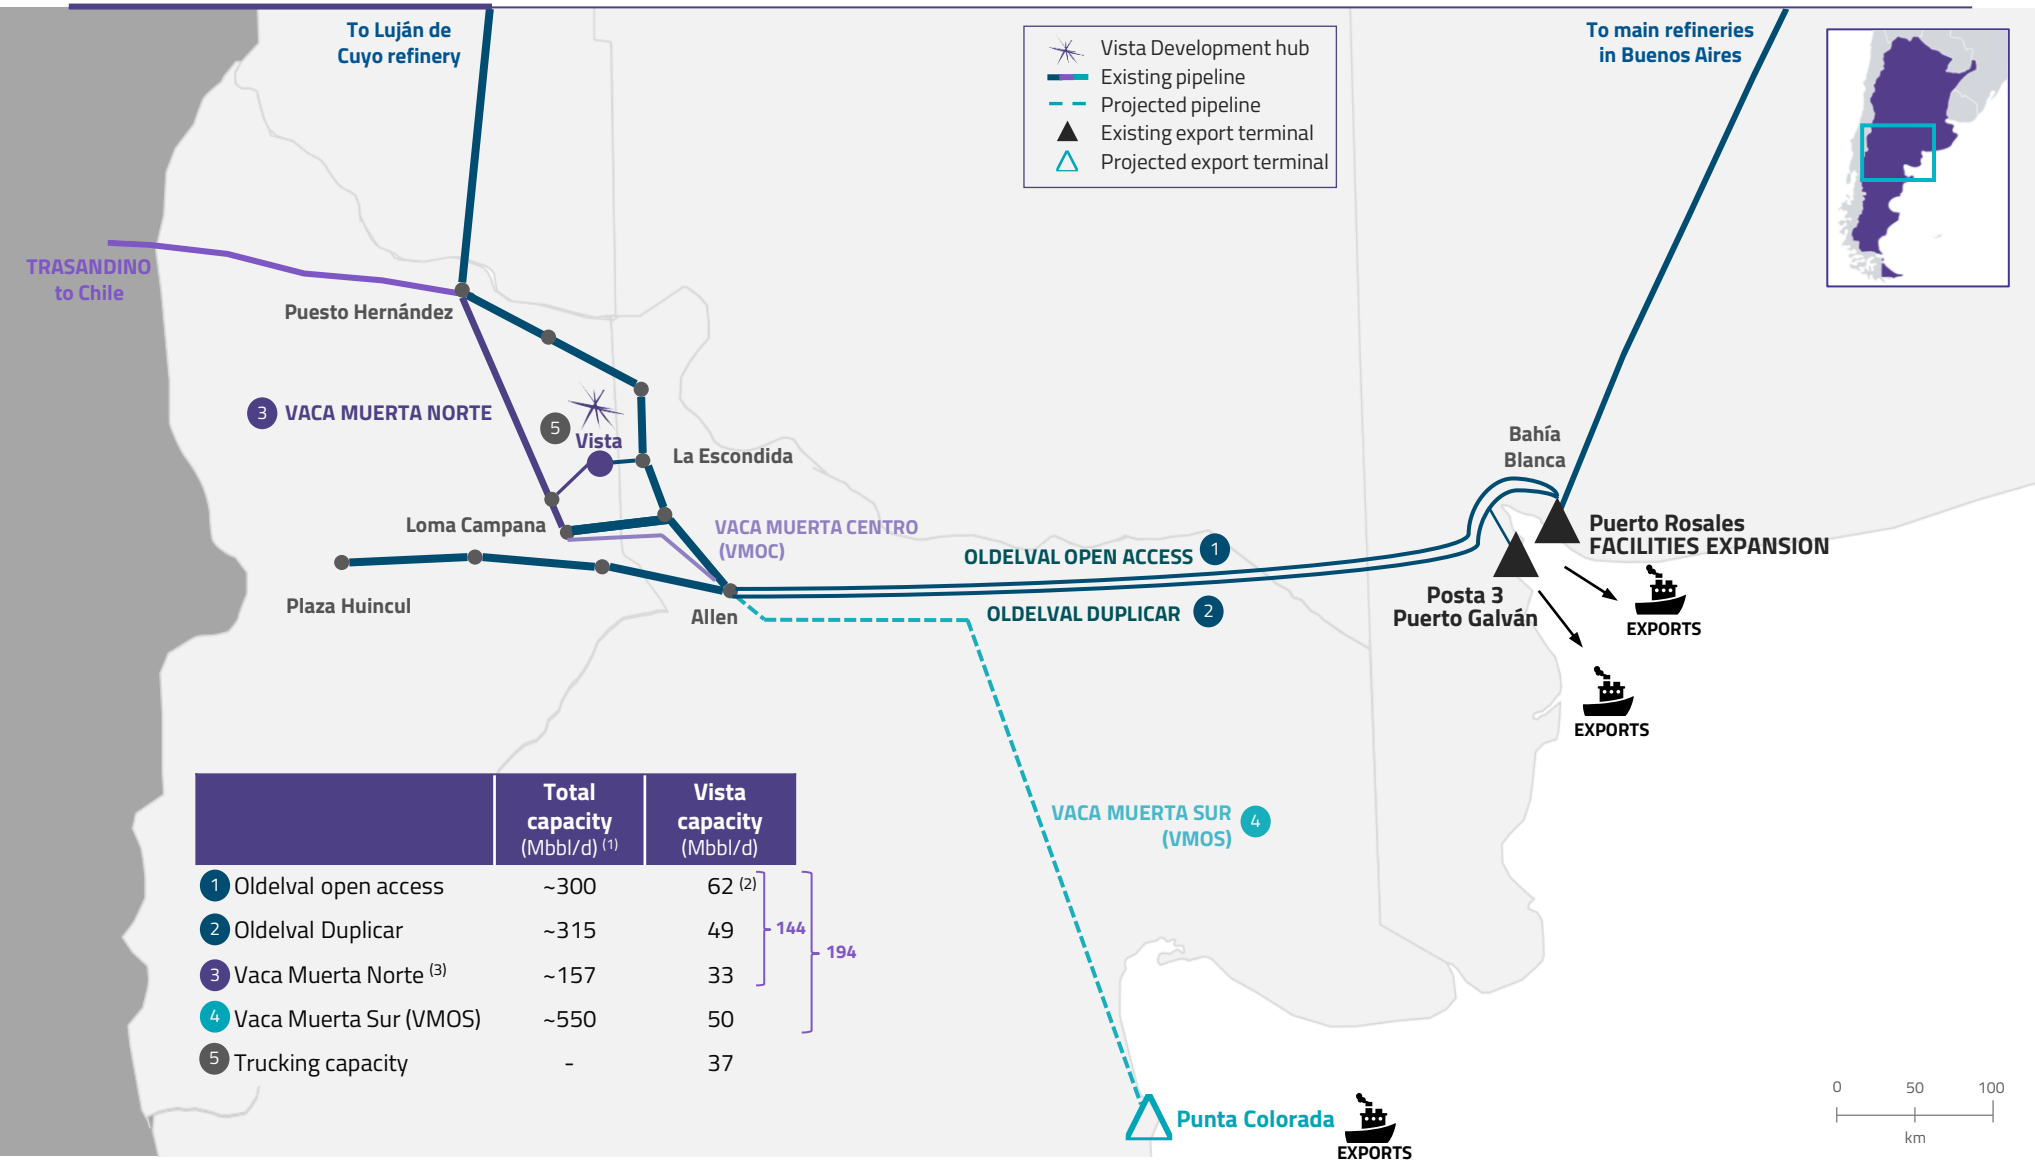 To Luján de
Cuyo refinery
Vista Development hub
Existing pipeline
Projected pipeline
Existing export terminal
Projected export terminal
To main refineries
in Buenos Aires
TRASANDINO
to Chile
Puesto Hernández
3 VACA MUERTA NORTE
5
Vista
La Escondida
Loma Campana
VACA MUERTA CENTRO
(VMOC)
Plaza Huincul
Allen
OLDELVAL OPEN ACCESS 1
OLDELVAL DUPLICAR 2
Bahía
Blanca
Puerto Rosales
FACILITIES EXPANSION
Posta 3
Puerto Galván
EXPORTS
EXPORTS
VACA MUERTA SUR 4
(VMOS)
Total
capacity
(Mbbl/d) (1)
Vista
capacity
(Mbbl/d)
1 Oldelval open access ~300 62 (2)
2 Oldelval Duplicar ~315 49
144
3 Vaca Muerta Norte (3) ~157 33
194
4 Vaca Muerta Sur (VMOS) ~550 50
5 Trucking capacity - 37
Punta Colorada
EXPORTS
0 50 100
km